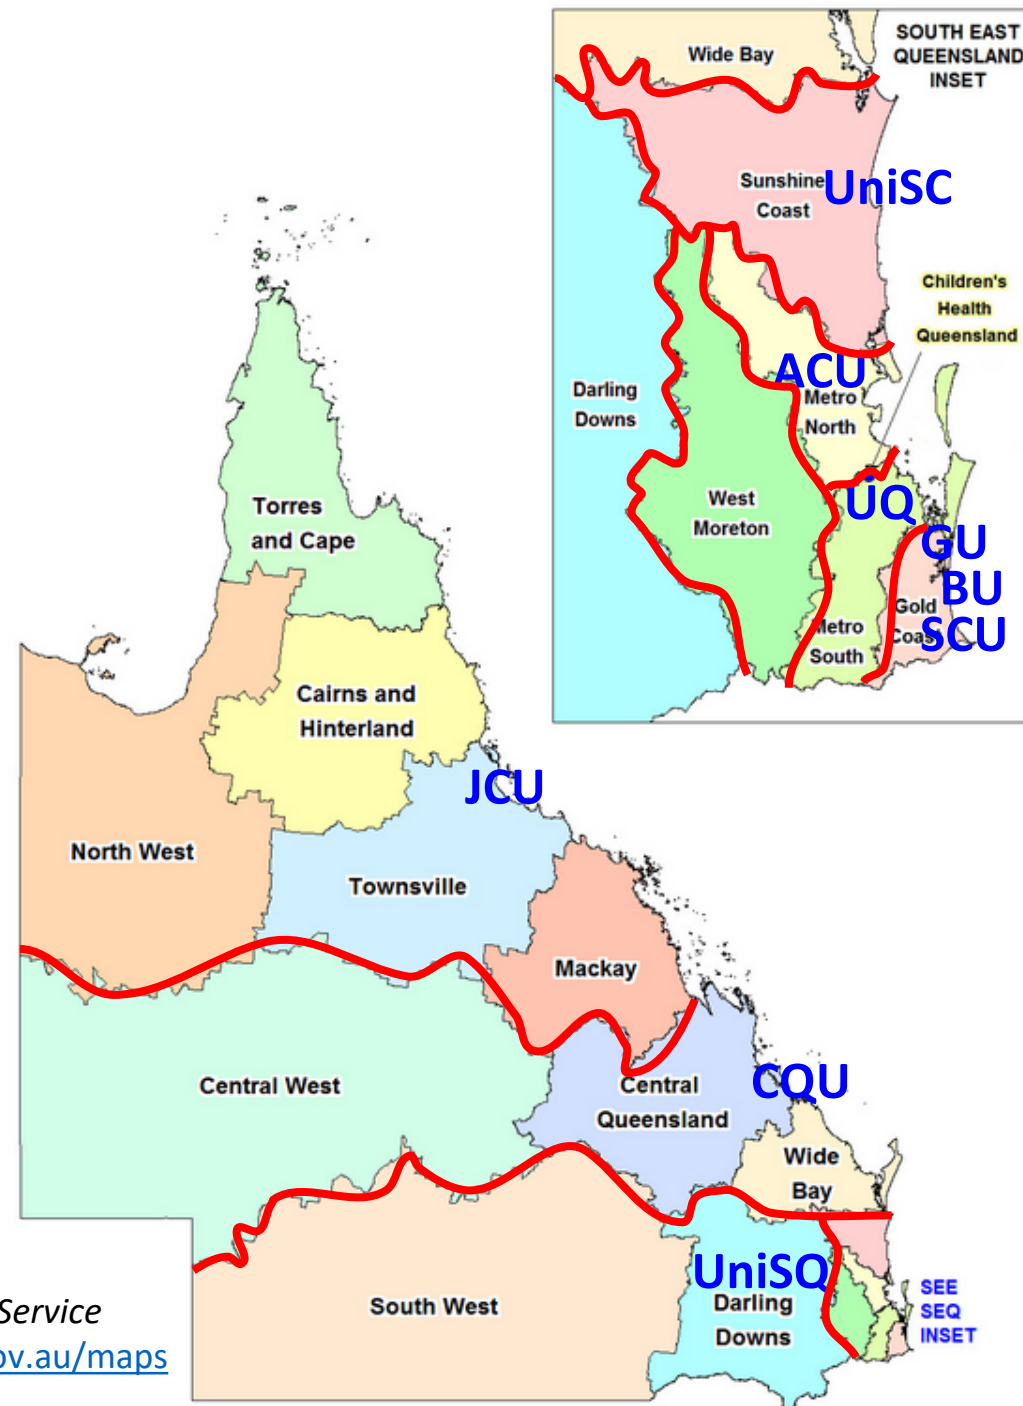 SOUTH EAST
QUEENSLAND
INSET
Wide Bay
Sunshine
Coast
UniSC
Children's
Health
Queensland
Darling
Downs
ACU
Metro
North
West
Moreton
UQ
GU
BU
SCU
Gold
Coast
Metro
South
Torres
and Cape
Cairns and
Hinterland
JCU
North West
Townsville
Mackay
Central West
Central
Queensland
CQU
Wide
Bay
UniSQ
Darling
Downs
South West
SEE
SEQ
INSET
Service
ov.au/maps